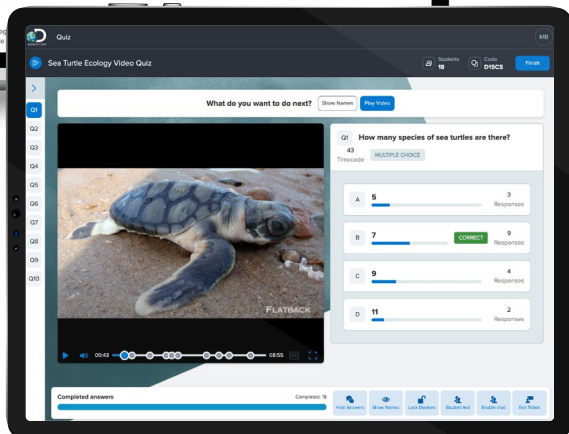 Quiz
MB
EDUCATION
Sea Turtle Ecology Video Quiz
Students
18
Code
D15CS
Finish
What do you want to do next?
Show Names
Play Video
Q1
Q2
Q3
Q4
Q5
Q6
Q7
Q8
Q9
Q10
FLATBACK
00:43
08:55
Q1 How many species of sea turtles are there?
43
Timecode
MULTIPLE CHOICE
A 5 3
Responses
B 7 CORRECT 9
Responses
C 9 4
Responses
D 11 2
Responses
Completed answers
Completed: 18
Hide Answers
Show Names
Lock Devices
Student list
Enable chat
Exit Ticket